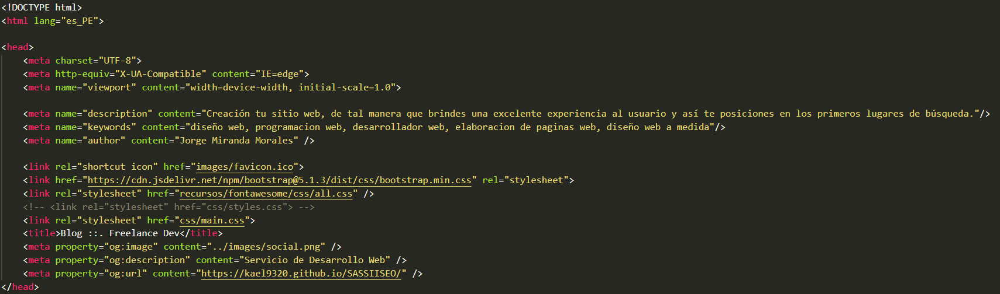 <!DOCTYPE html>
<html lang="es_PE">
<head>
<meta charset="UTF-8">
<meta http-equiv="X-UA-Compatible" content="IE=edge">
<meta name="viewport" content="width=device-width, initial-scale=1.0">
<meta name="description" content="Creación tu sitio web, de tal manera que brindes una excelente experiencia al usuario y así te posiciones en los primeros lugares de búsqueda."/>
<meta name="keywords" content="diseño web, programacion web, desarrollador web, elaboracion de paginas web, diseño web a medida"/>
<meta name="author" content="Jorge Miranda Morales" />
<link rel="shortcut icon" href="images/favicon.ico">
<link href="https://cdn.jsdelivr.net/npm/bootstrap@5.1.3/dist/css/bootstrap.min.css" rel="stylesheet">
<link rel="stylesheet" href="recursos/fontawesome/css/all.css" />
<!-- <link rel="stylesheet" href="css/styles.css"> -->
<link rel="stylesheet" href="css/main.css">
<title>Blog ::. Freelance Dev</title>
<meta property="og:image" content="../images/social.png" />
<meta property="og:description" content="Servicio de Desarrollo Web" />
<meta property="og:url" content="https://kael9320.github.io/SASSIISEO/" />
</head>